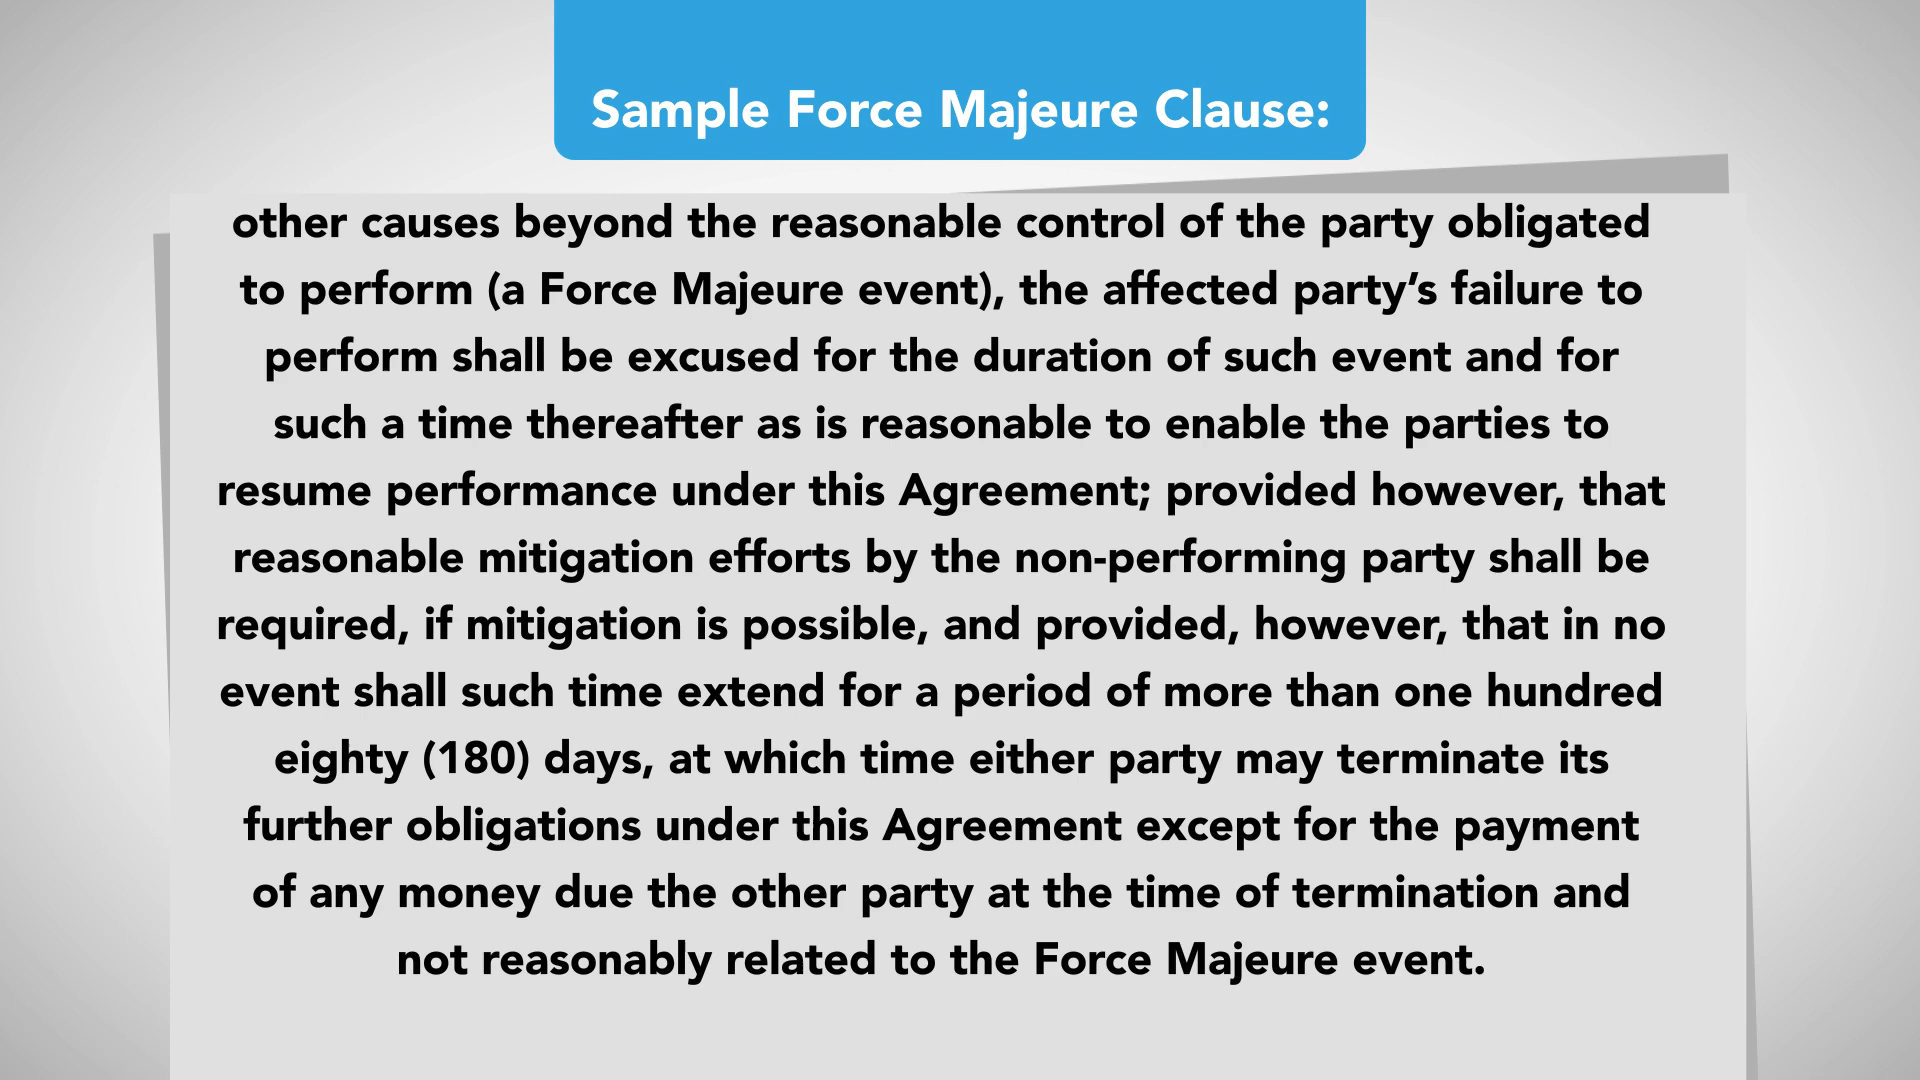 Sample Force Majeure Clause:
other causes beyond the reasonable control of the party obligated
to perform (a Force Majeure event), the affected party’s failure to
perform shall be excused for the duration of such event and for
such a time thereafter as is reasonable to enable the parties to
resume performance under this Agreement; provided however, that
reasonable mitigation efforts by the non-performing party shall be
required, if mitigation is possible, and provided, however, that in no
event shall such time extend for a period of more than one hundred
eighty (180) days, at which time either party may terminate its
further obligations under this Agreement except for the payment
of any money due the other party at the time of termination and
not reasonably related to the Force Majeure event.